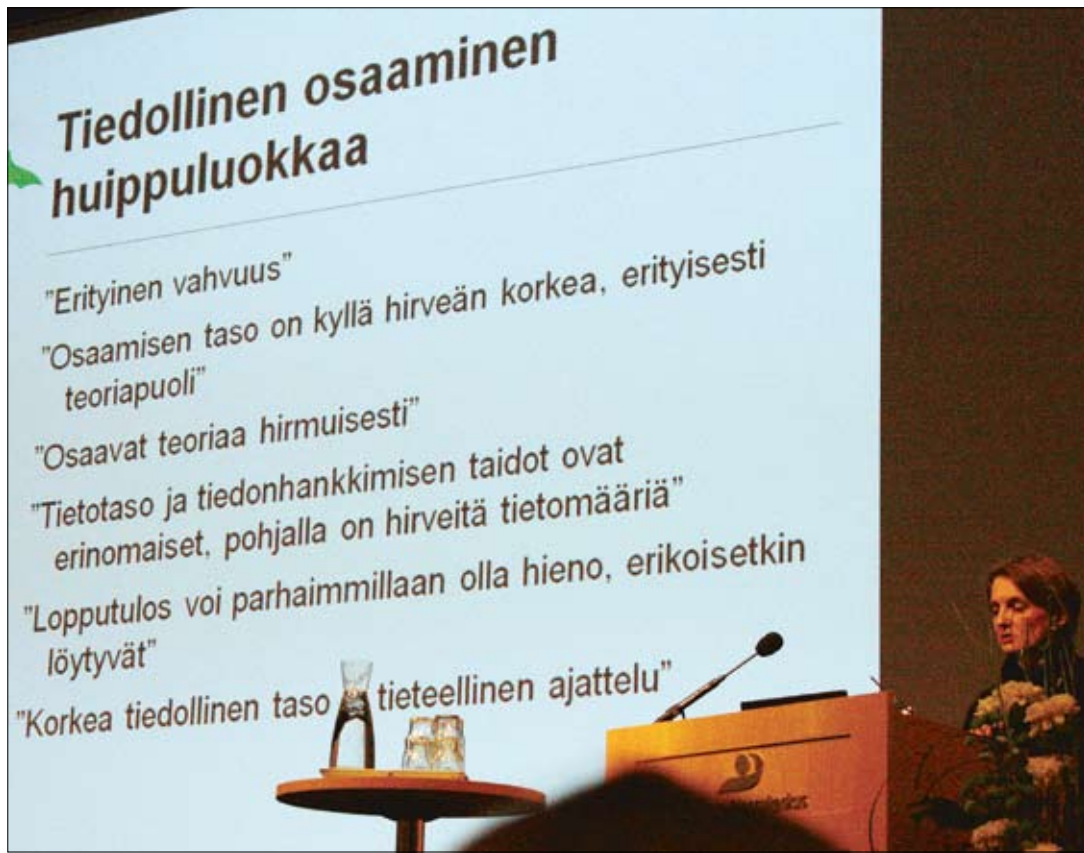 Tiedollinen osaaminen
huippuluokkaa
"Erityinen vahvuus"
"Osaamisen taso on kyllä hirveän korkea, erityisesti
teoriapuoli"
"Osaavat teoriaa hirmuisesti"
"Tietotaso ja tiedonhankkimisen taidot ovat
erinomaiset, pohjalla on hirveitä tietomääriä"
"Lopputulos voi parhaimmillaan olla hieno, erikoisetkin
löytyvät"
"Korkea tiedollinen taso tieteellinen ajattelu"